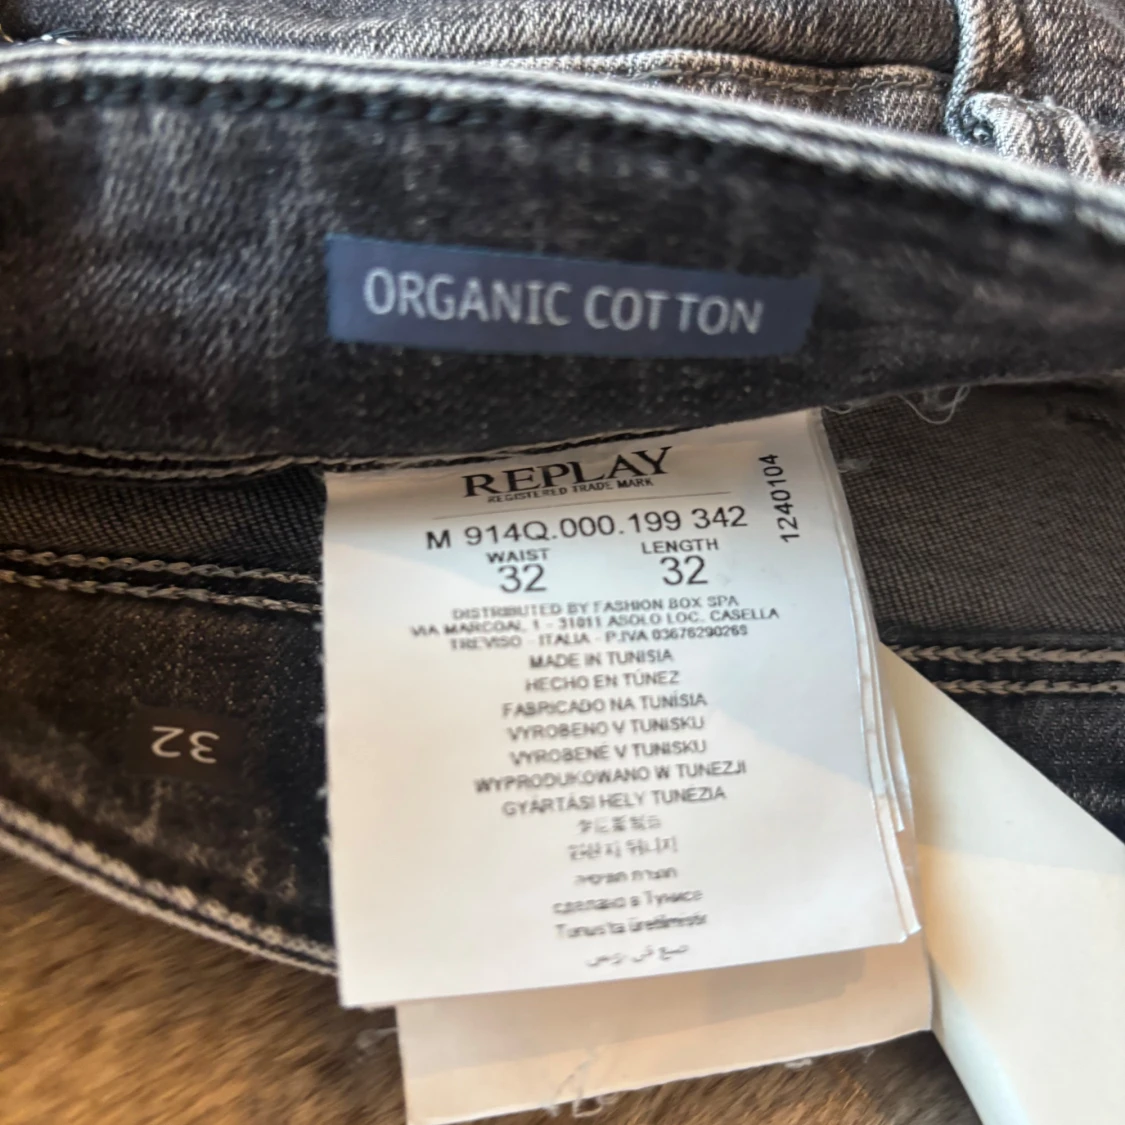 ORGANIC COTTON
REPLAY
REGISTERED TRADE MARK
1240104
M 914Q.000.199 342
WAIST LENGTH
32 32
DISTRIBUTED BY FASHION BOX SPA
VIA MARCOAI, 1 - 31011 ASOLO LOC. CASELLA
TREVISO - ITALIA - P.IVA 03676290268
MADE IN TUNISIA
HECHO EN TÚNEZ
FABRICADO NA TUNÍSIA
VYROBENO V TUNISKU
VYROBENÉ V TUNISKU
WYPRODUKOWANO W TUNEZJI
GYÁRTÁSI HELY TUNÉZIA
сделано в Тунисе
Tunus'ta üretilmiştir
32